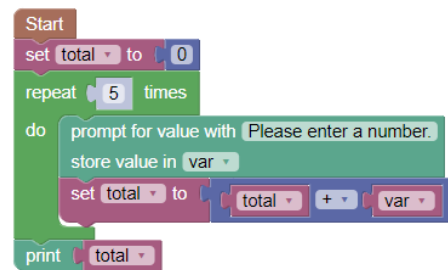 Start
set total to 0
repeat 5 times
do prompt for value with Please enter a number.
store value in var
set total to total + var
print total